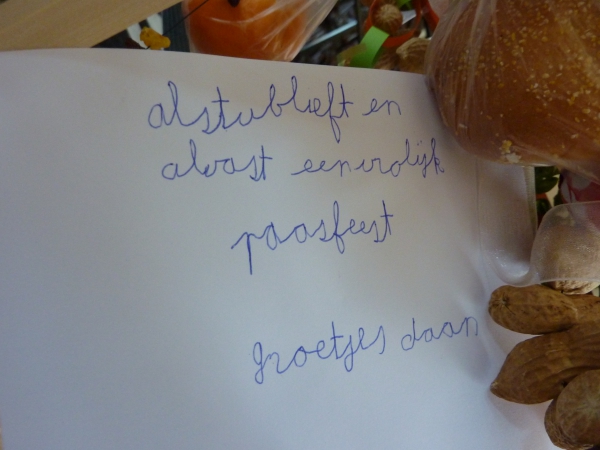 alstublieft en
alvast een vrolijk
paasfeest
groetjes daan